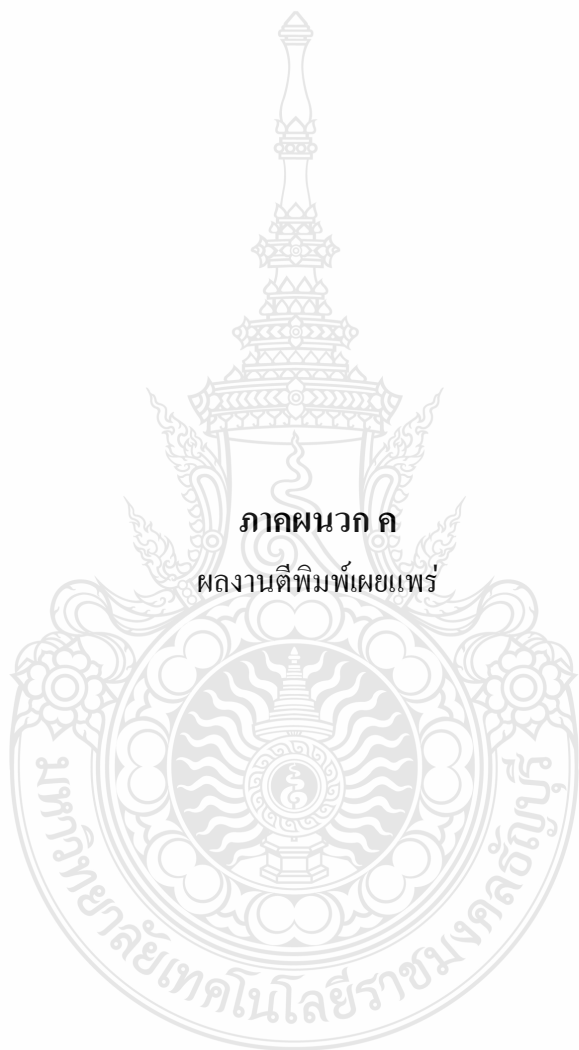 ภาคผนวก ค
ผลงานตีพิมพ์เผยแพร่
มหาวิทยาลัยเทคโนโลยีราชมงคลธัญบุรี